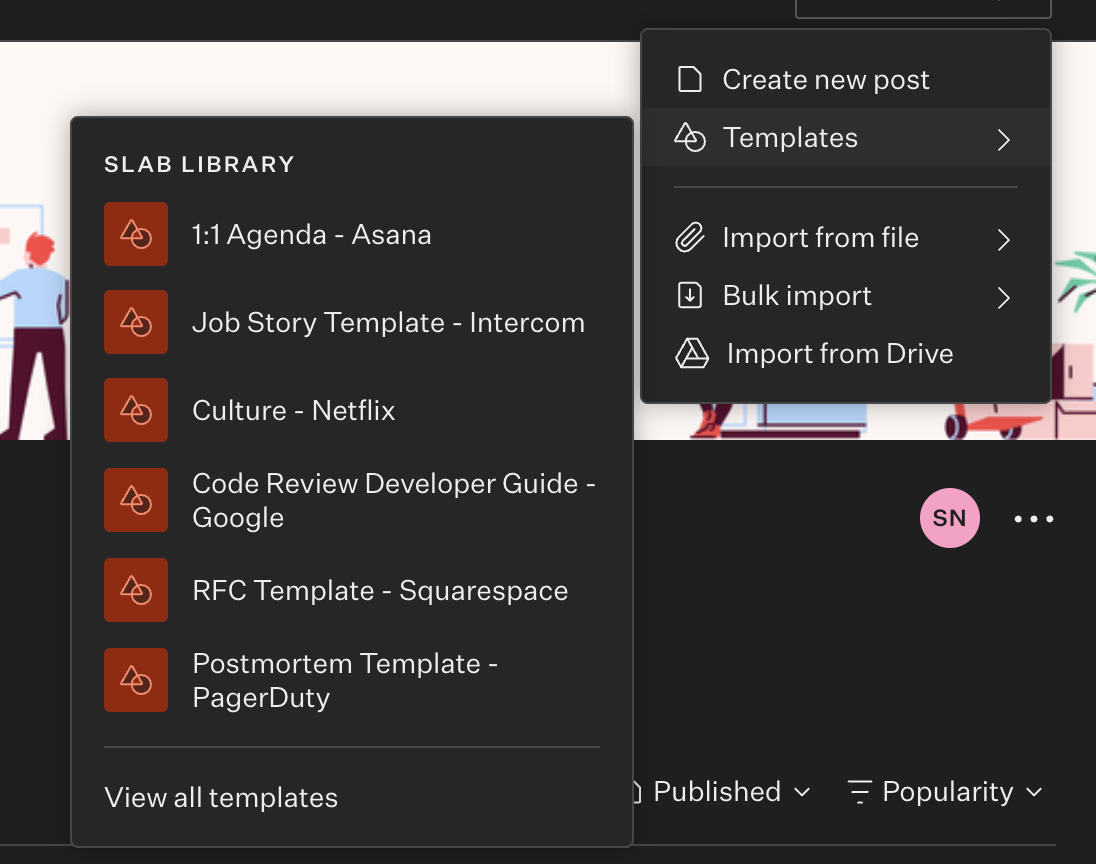 Create new post
Templates
Import from file
Bulk import
Import from Drive
SLAB LIBRARY
1:1 Agenda - Asana
Job Story Template - Intercom
Culture - Netflix
Code Review Developer Guide -
Google
RFC Template - Squarespace
Postmortem Template -
PagerDuty
View all templates
SN
Published
Popularity